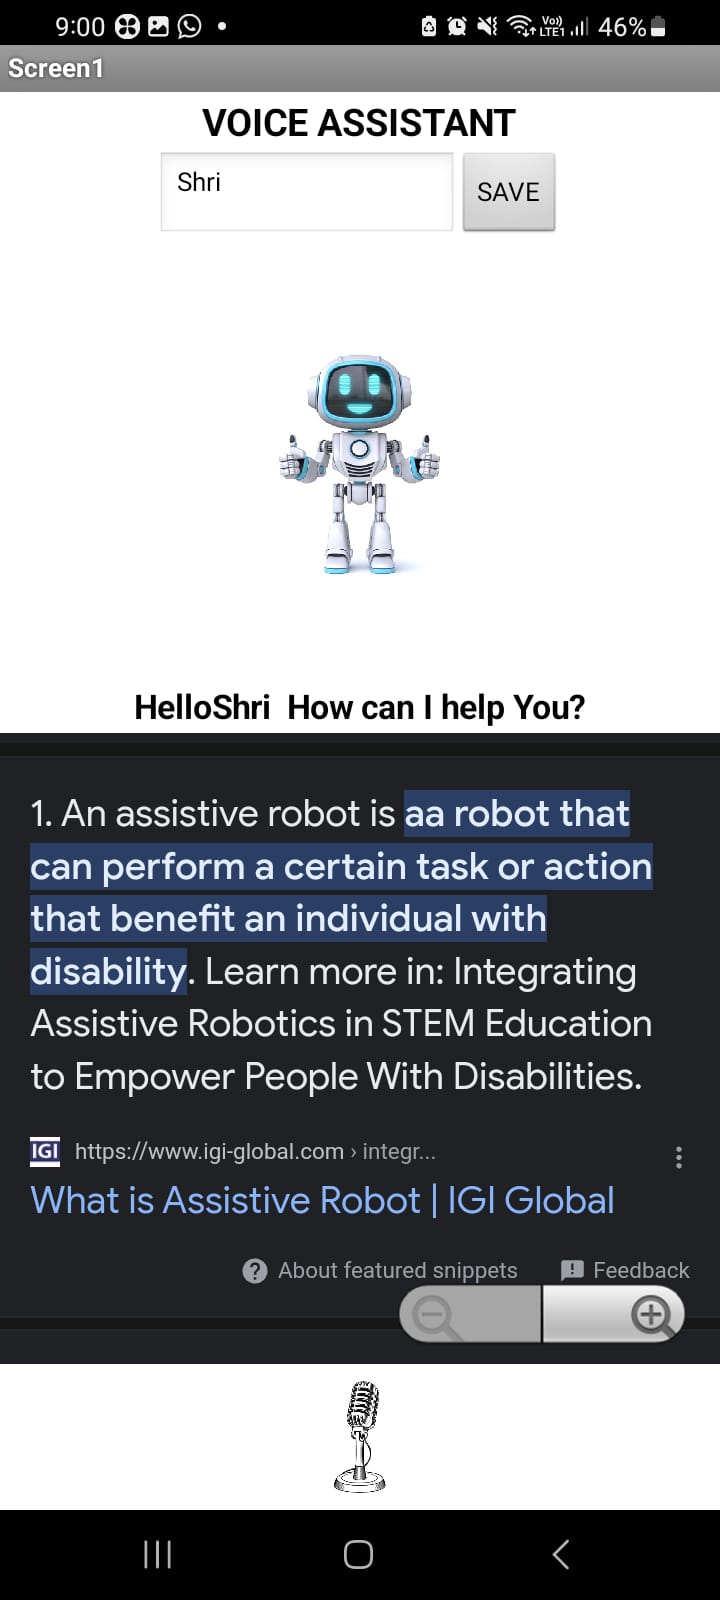 9:00 Vo)) LTE1 46%
Screen1
VOICE ASSISTANT
Shri SAVE
HelloShri  How can I help You?
1. An assistive robot is aa robot that
can perform a certain task or action
that benefit an individual with
disability. Learn more in: Integrating
Assistive Robotics in STEM Education
to Empower People With Disabilities.
IGI https://www.igi-global.com › integr...
What is Assistive Robot | IGI Global
About featured snippets Feedback